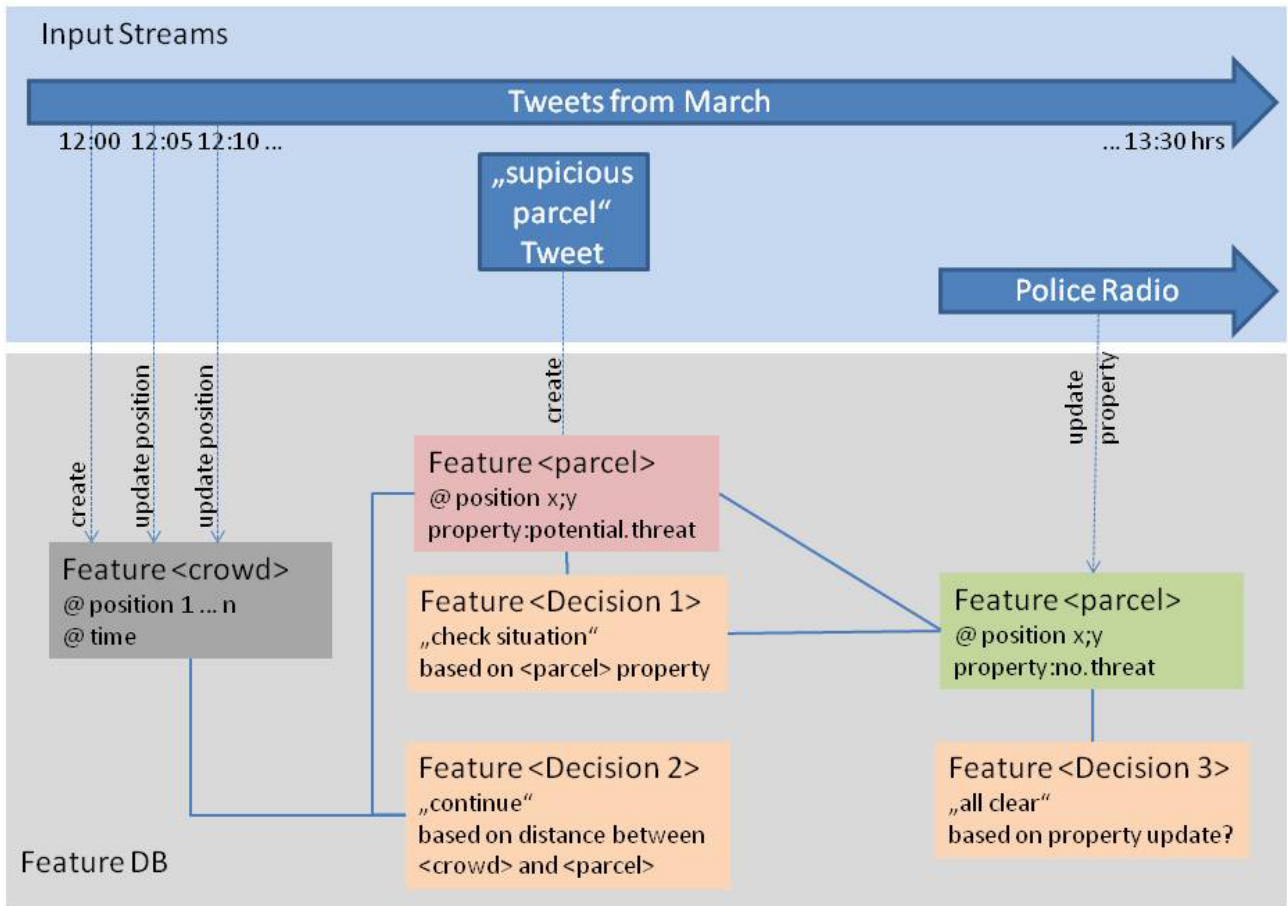 Input Streams
Tweets from March
12:00 12:05 12:10 ...
... 13:30 hrs
„supicious
parcel“
Tweet
Police Radio
create
update position
update position
create
update
property
Feature <parcel>
@ position x;y
property:potential.threat
Feature <crowd>
@ position 1 ... n
@ time
Feature <Decision 1>
„check situation“
based on <parcel> property
Feature <parcel>
@ position x;y
property:no.threat
Feature <Decision 2>
„continue“
based on distance between
<crowd> and <parcel>
Feature <Decision 3>
„all clear“
based on property update?
Feature DB